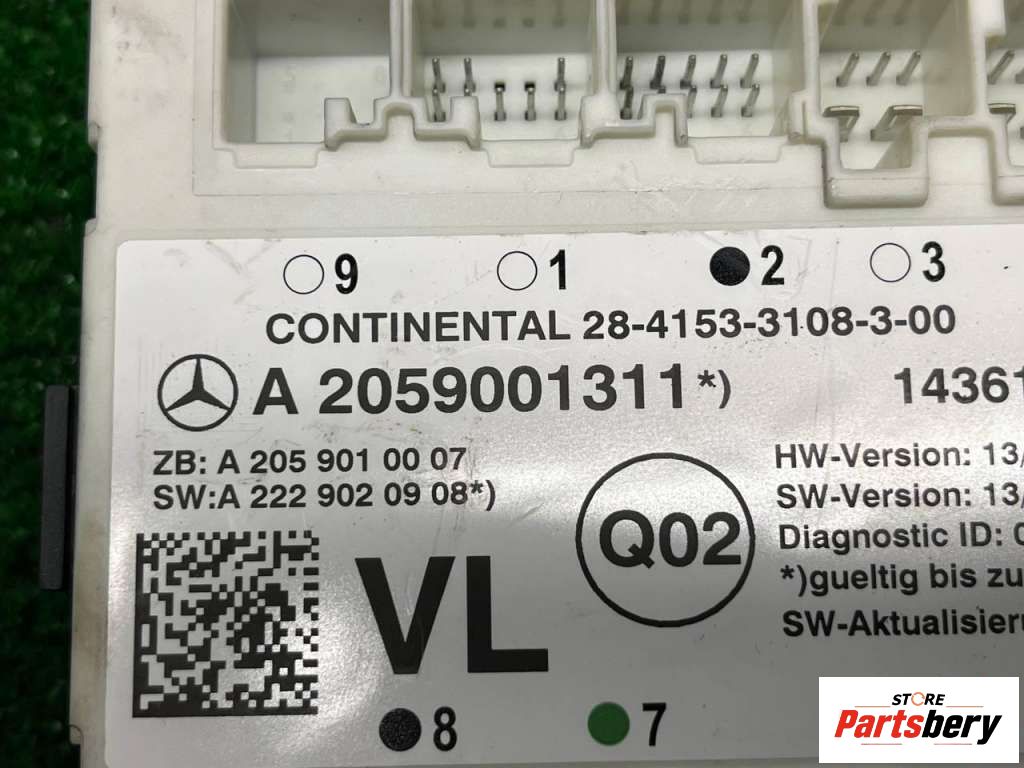 9 1 2 3
CONTINENTAL 28-4153-3108-3-00
A 2059001311*) 14361
ZB: A 205 901 00 07
SW:A 222 902 09 08*)
HW-Version: 13/
SW-Version: 13/
Diagnostic ID: 0
*)gueltig bis zu
SW-Aktualisier
Q02
VL
8 7
STORE
Partsbery